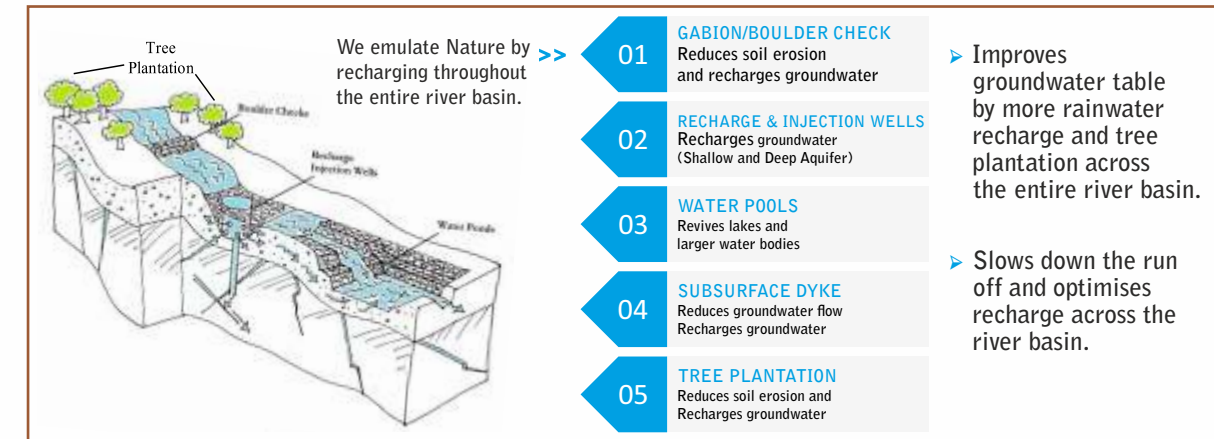 Tree
Plantation
Boulder Checks
Recharge
Injection Wells
Water Ponds
We emulate Nature by >>
recharging throughout
the entire river basin.
01
GABION/BOULDER CHECK
Reduces soil erosion
and recharges groundwater
02
RECHARGE & INJECTION WELLS
Recharges groundwater
(Shallow and Deep Aquifer)
03
WATER POOLS
Revives lakes and
larger water bodies
04
SUBSURFACE DYKE
Reduces groundwater flow
Recharges groundwater
05
TREE PLANTATION
Reduces soil erosion and
Recharges groundwater
➢ Improves
groundwater table
by more rainwater
recharge and tree
plantation across
the entire river basin.
➢ Slows down the run
off and optimises
recharge across the
river basin.